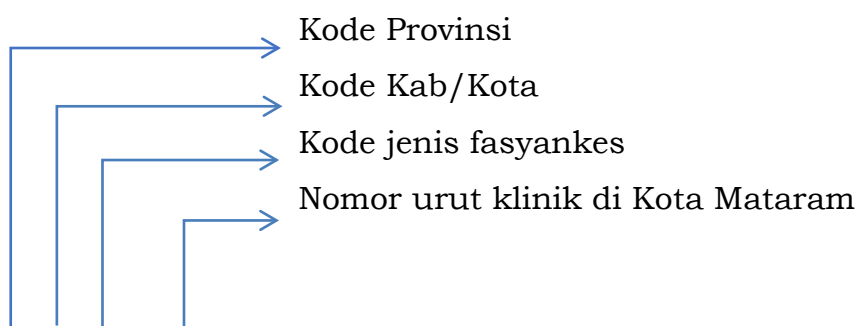 Kode Provinsi
Kode Kab/Kota
Kode jenis fasyankes
Nomor urut klinik di Kota Mataram